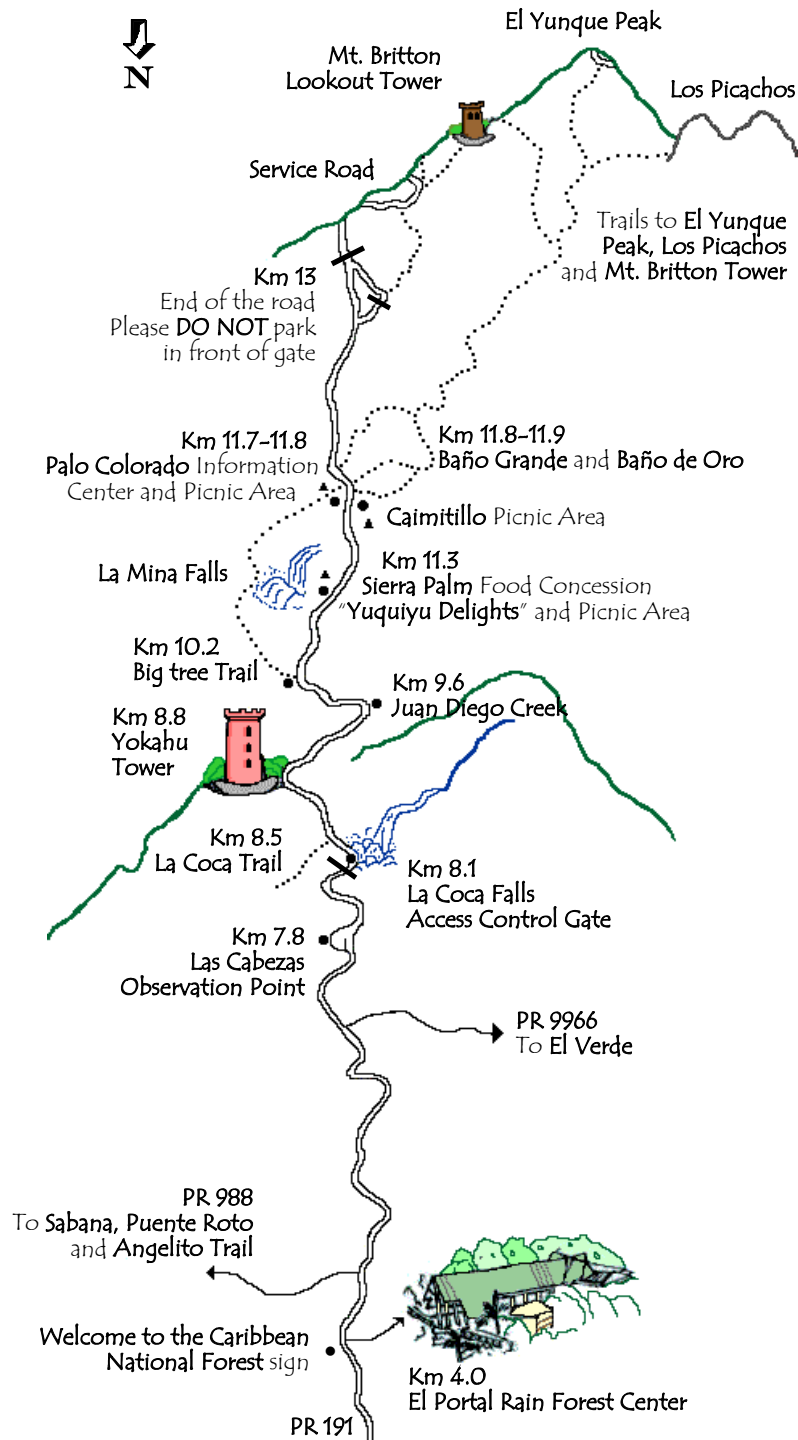 El Yunque Peak
N
Mt. Britton
Lookout Tower
Los Picachos
Service Road
Trails to El Yunque
Peak, Los Picachos
and Mt. Britton Tower
Km 13
End of the road
Please DO NOT park
in front of gate
Km 11.7-11.8
Palo Colorado Information
Center and Picnic Area
Km 11.8-11.9
Baño Grande and Baño de Oro
Caimitillo Picnic Area
La Mina Falls
Km 11.3
Sierra Palm Food Concession
"Yuquiyu Delights" and Picnic Area
Km 10.2
Big tree Trail
Km 9.6
Juan Diego Creek
Km 8.8
Yokahu
Tower
Km 8.5
La Coca Trail
Km 8.1
La Coca Falls
Access Control Gate
Km 7.8
Las Cabezas
Observation Point
PR 9966
To El Verde
PR 988
To Sabana, Puente Roto
and Angelito Trail
Welcome to the Caribbean
National Forest sign
Km 4.0
El Portal Rain Forest Center
PR 191